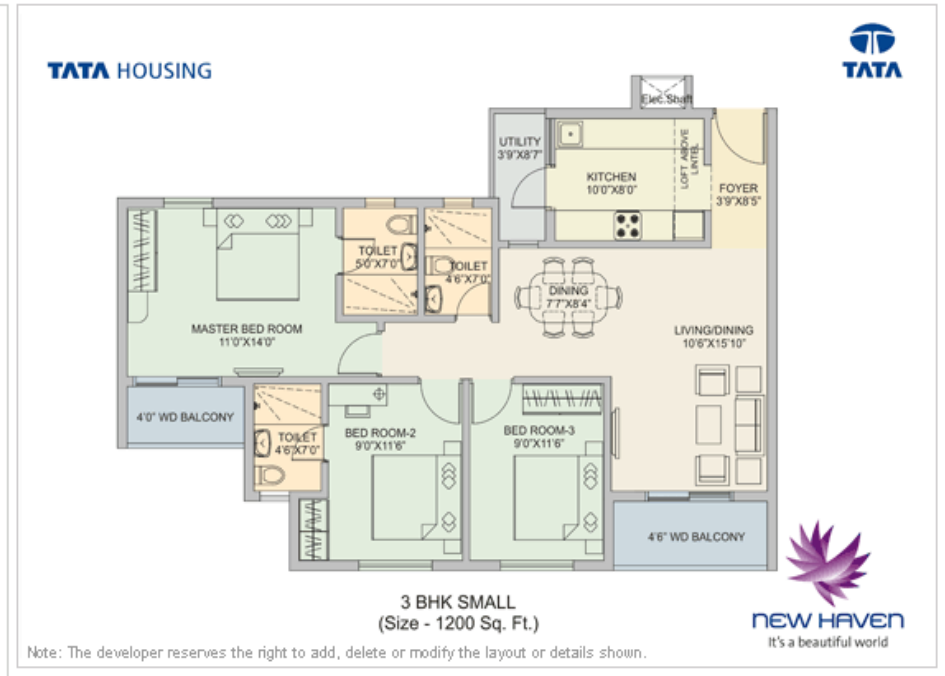 TATA HOUSING
TATA
Elec.Shaft
UTILITY
3'9"X8'7"
KITCHEN
10'0"X8'0"
LOFT ABOVE
LINTEL
FOYER
3'9"X8'5"
TOILET
5'0"X7'0"
TOILET
4'6"X7'0"
DINING
7'7"X8'4"
MASTER BED ROOM
11'0"X14'0"
LIVING/DINING
10'6"X15'10"
4'0" WD BALCONY
TOILET
4'6"X7'0"
BED ROOM-2
9'0"X11'6"
BED ROOM-3
9'0"X11'6"
4'6" WD BALCONY
3 BHK SMALL
(Size - 1200 Sq. Ft.)
NEW HAVEN
It's a beautiful world
Note: The developer reserves the right to add, delete or modify the layout or details shown.